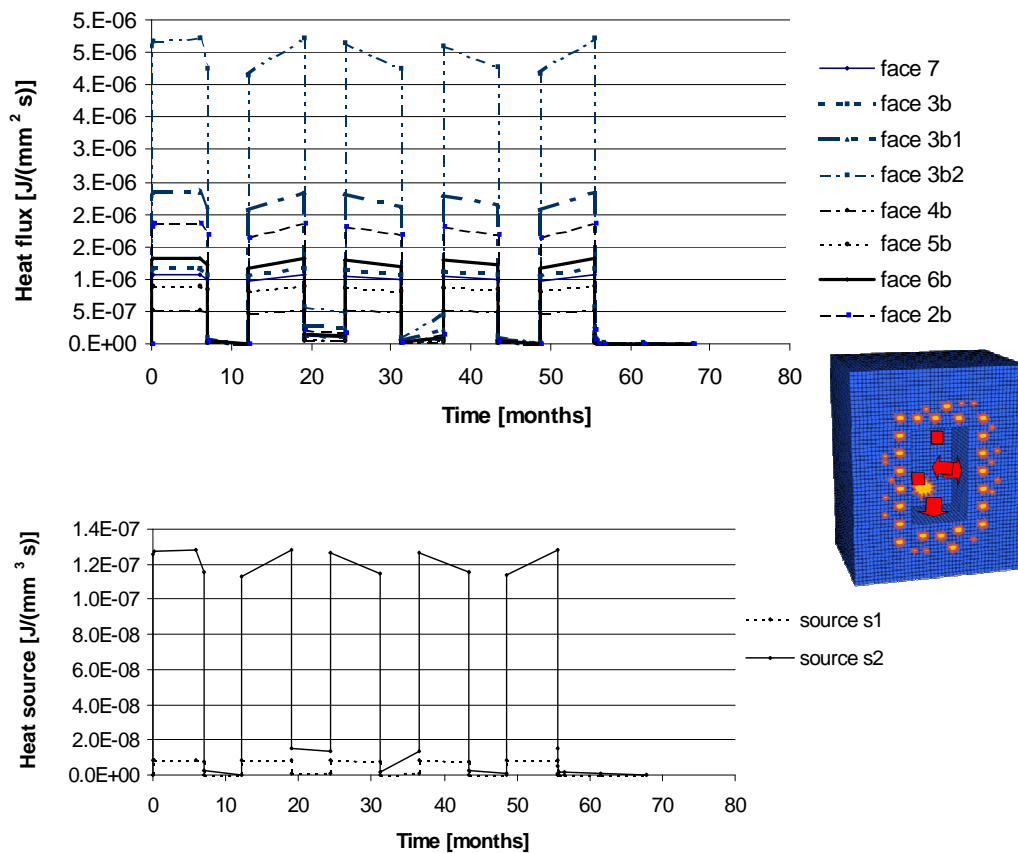 5.E-06
5.E-06
4.E-06
4.E-06
3.E-06
3.E-06
2.E-06
2.E-06
1.E-06
5.E-07
0.E+00
Heat flux [J/(mm² s)]
0 10 20 30 40 50 60 70 80
Time [months]
face 7
face 3b
face 3b1
face 3b2
face 4b
face 5b
face 6b
face 2b
1.4E-07
1.2E-07
1.0E-07
8.0E-08
6.0E-08
4.0E-08
2.0E-08
0.0E+00
Heat source [J/(mm³ s)]
0 10 20 30 40 50 60 70 80
Time [months]
source s1
source s2